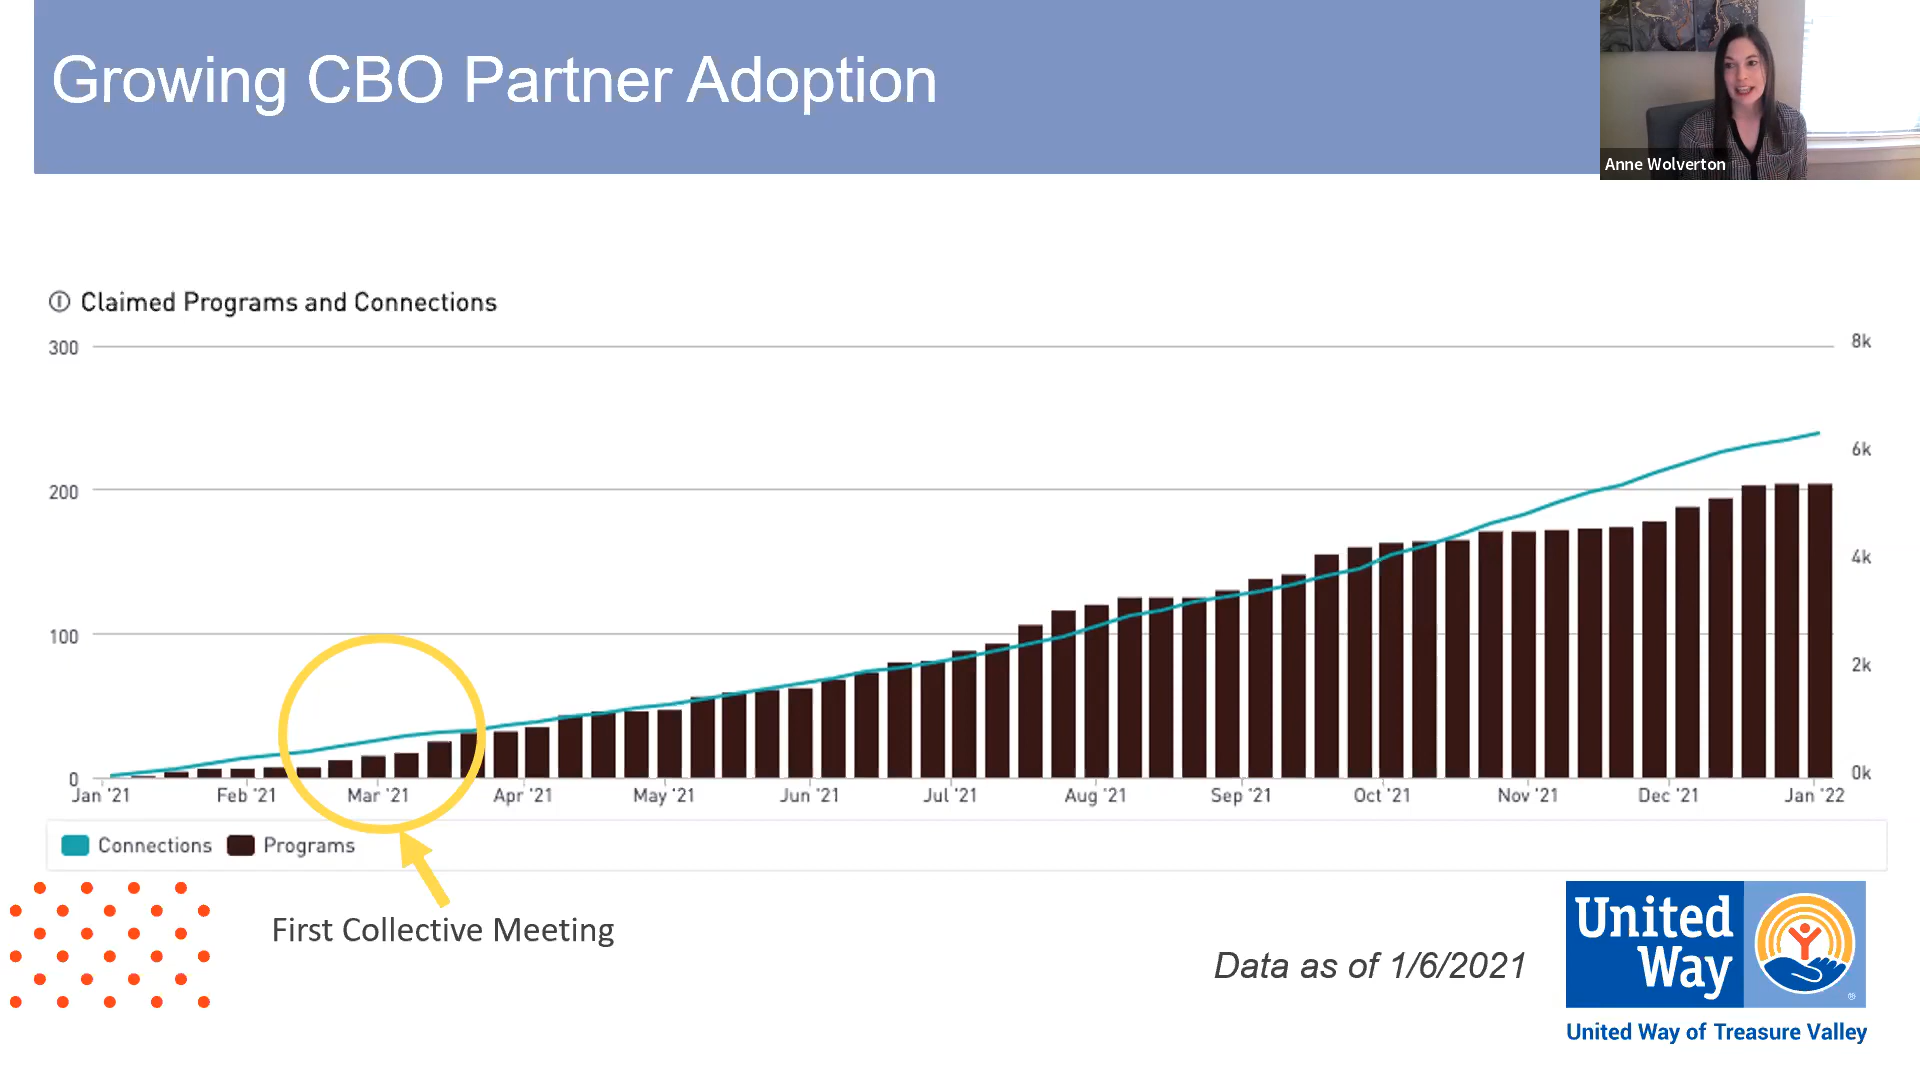 Growing CBO Partner Adoption
Anne Wolverton
Claimed Programs and Connections
300
200
100
0
8k
6k
4k
2k
0k
Jan '21 Feb '21 Mar '21 Apr '21 May '21 Jun '21 Jul '21 Aug '21 Sep '21 Oct '21 Nov '21 Dec '21 Jan '22
Connections Programs
First Collective Meeting
Data as of 1/6/2021
United
Way
®
United Way of Treasure Valley